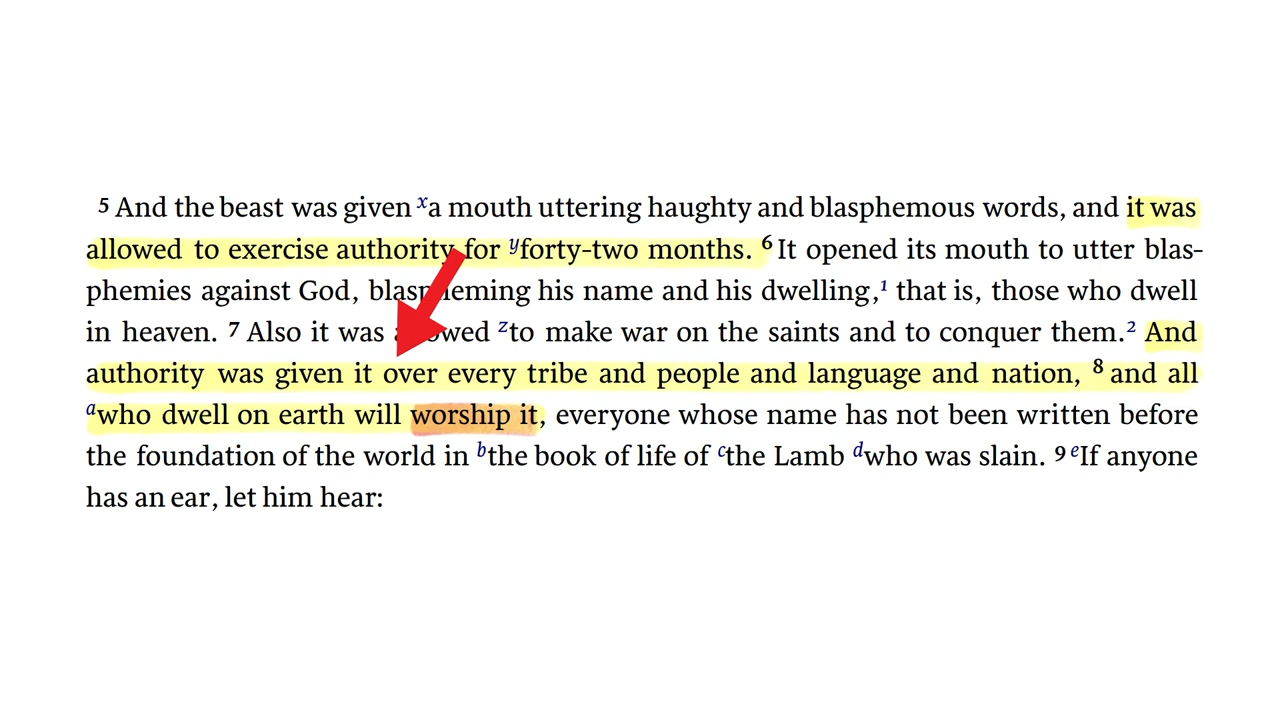 5 And the beast was given x a mouth uttering haughty and blasphemous words, and it was
allowed to exercise authority for y forty-two months. 6 It opened its mouth to utter blas-
phemies against God, blaspheming his name and his dwelling,1 that is, those who dwell
in heaven. 7 Also it was allowed z to make war on the saints and to conquer them.2 And
authority was given it over every tribe and people and language and nation, 8 and all
a who dwell on earth will worship it, everyone whose name has not been written before
the foundation of the world in b the book of life of c the Lamb d who was slain. 9 e If anyone
has an ear, let him hear: